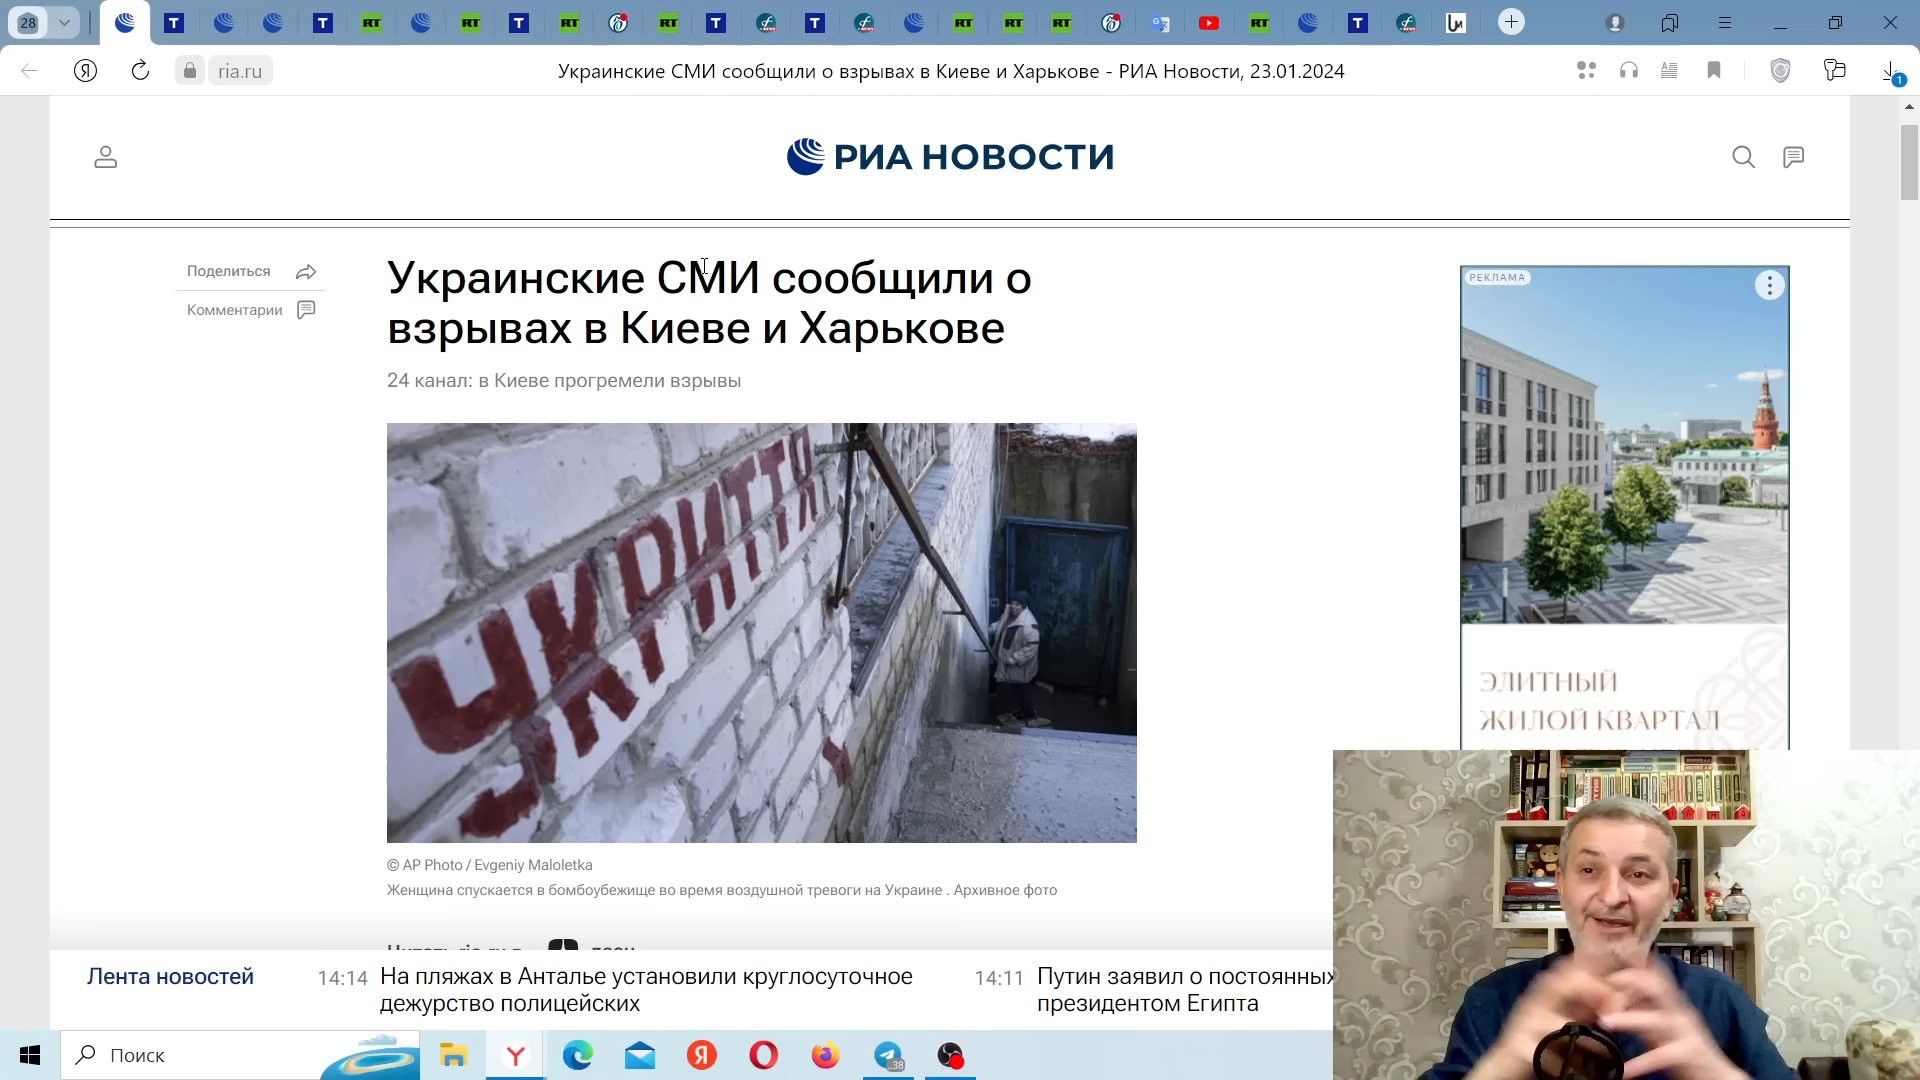 28
ria.ru
Украинские СМИ сообщили о взрывах в Киеве и Харькове - РИА Новости, 23.01.2024
1
РИА НОВОСТИ
Поделиться
Комментарии
Украинские СМИ сообщили о
взрывах в Киеве и Харькове
24 канал: в Киеве прогремели взрывы
УКРИТТЯ
© AP Photo / Evgeniy Maloletka
Женщина спускается в бомбоубежище во время воздушной тревоги на Украине . Архивное фото
РЕКЛАМА
ЭЛИТНЫЙ
ЖИЛОЙ КВАРТАЛ
Лента новостей
14:14 На пляжах в Анталье установили круглосуточное
дежурство полицейских
14:11 Путин заявил о постоянных
президентом Египта
Поиск